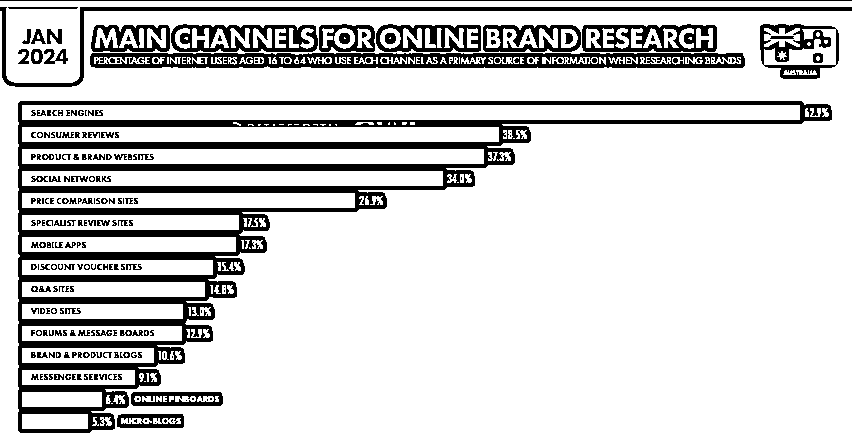 JAN
2024
MAIN CHANNELS FOR ONLINE BRAND RESEARCH
PERCENTAGE OF INTERNET USERS AGED 16 TO 64 WHO USE EACH CHANNEL AS A PRIMARY SOURCE OF INFORMATION WHEN RESEARCHING BRANDS
AUSTRALIA
SEARCH ENGINES
CONSUMER REVIEWS 38.5%
PRODUCT & BRAND WEBSITES 37.3%
SOCIAL NETWORKS 34.0%
PRICE COMPARISON SITES 26.9%
SPECIALIST REVIEW SITES 17.5%
MOBILE APPS 17.3%
DISCOUNT VOUCHER SITES 15.4%
Q&A SITES 14.8%
VIDEO SITES 13.0%
FORUMS & MESSAGE BOARDS 12.9%
BRAND & PRODUCT BLOGS 10.6%
MESSENGER SERVICES 9.1%
6.4% ONLINE PINBOARDS
5.3% MICRO-BLOGS